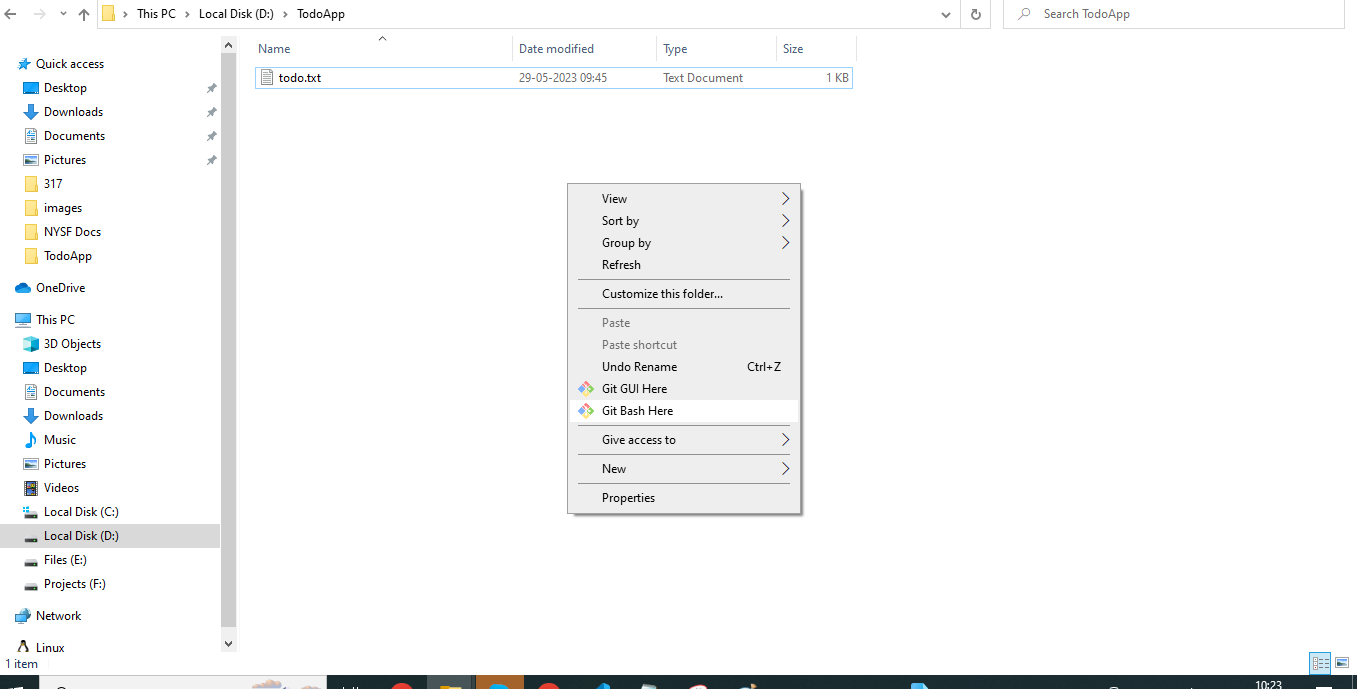 This PC > Local Disk (D:) > TodoApp
Search TodoApp
Name Date modified Type Size
todo.txt 29-05-2023 09:45 Text Document 1 KB
Quick access
Desktop
Downloads
Documents
Pictures
317
images
NYSF Docs
TodoApp
OneDrive
This PC
3D Objects
Desktop
Documents
Downloads
Music
Pictures
Videos
Local Disk (C:)
Local Disk (D:)
Files (E:)
Projects (F:)
Network
Linux
View
Sort by
Group by
Refresh
Customize this folder...
Paste
Paste shortcut
Undo Rename Ctrl+Z
Git GUI Here
Git Bash Here
Give access to
New
Properties
1 item
10:23